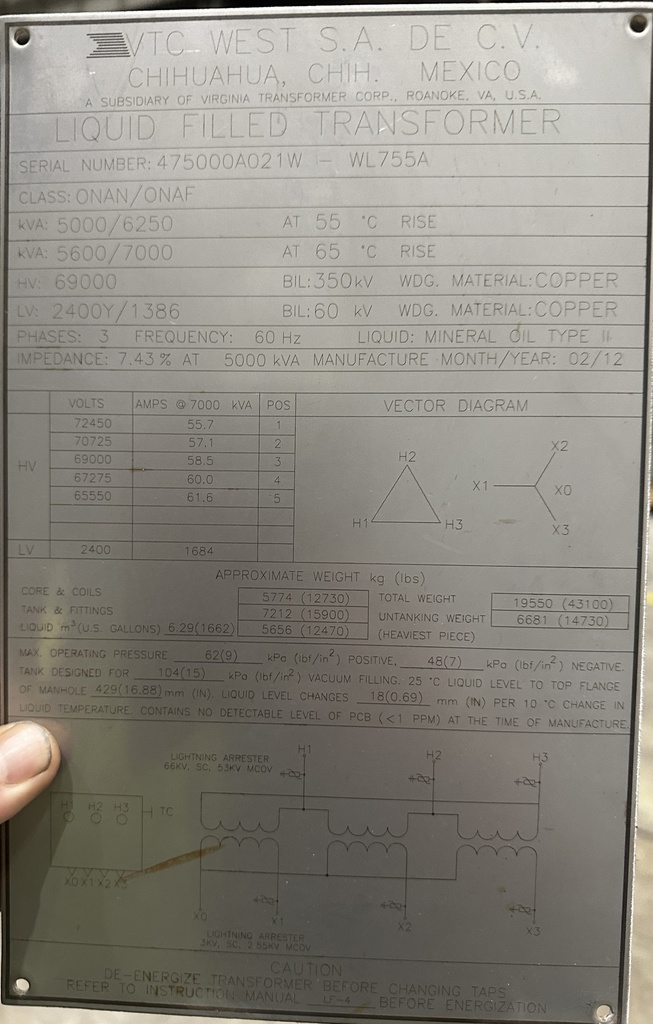 VTC WEST S.A. DE C.V.
CHIHUAHUA, CHIH. MEXICO
A SUBSIDIARY OF VIRGINIA TRANSFORMER CORP., ROANOKE, VA, U.S.A.
LIQUID FILLED TRANSFORMER
SERIAL NUMBER: 475000A021W - WL755A
CLASS: ONAN/ONAF
kVA: 5000/6250 AT 55 °C RISE
kVA: 5600/7000 AT 65 °C RISE
HV: 69000 BIL: 350 kV WDG. MATERIAL: COPPER
LV: 2400Y/1386 BIL: 60 kV WDG. MATERIAL: COPPER
PHASES: 3 FREQUENCY: 60 Hz LIQUID: MINERAL OIL TYPE II
IMPEDANCE: 7.43 % AT 5000 kVA MANUFACTURE MONTH/YEAR: 02/12
VOLTS AMPS @ 7000 kVA POS VECTOR DIAGRAM
72450 55.7 1
70725 57.1 2
HV 69000 58.5 3
67275 60.0 4
65550 61.6 5
LV 2400 1684
H2
H1 H3
X2
X1 X0
X3
APPROXIMATE WEIGHT kg (lbs)
CORE & COILS 5774 (12730) TOTAL WEIGHT 19550 (43100)
TANK & FITTINGS 7212 (15900) UNTANKING WEIGHT 6681 (14730)
LIQUID m³ (U.S. GALLONS) 6.29(1662) 5656 (12470) (HEAVIEST PIECE)
MAX. OPERATING PRESSURE 62(9) kPa (lbf/in²) POSITIVE, 48(7) kPa (lbf/in²) NEGATIVE.
TANK DESIGNED FOR 104(15) kPa (lbf/in²) VACUUM FILLING. 25 °C LIQUID LEVEL TO TOP FLANGE
OF MANHOLE 429(16.88) mm (IN). LIQUID LEVEL CHANGES 18(0.69) mm (IN) PER 10 °C CHANGE IN
LIQUID TEMPERATURE. CONTAINS NO DETECTABLE LEVEL OF PCB (<1 PPM) AT THE TIME OF MANUFACTURE.
LIGHTNING ARRESTER
66KV, SC, 53KV MCOV
H1 H2 H3
H1 H2 H3 TC
X0 X1 X2 X3
X0 X1 X2 X3
LIGHTNING ARRESTER
3KV, SC, 2.55KV MCOV
CAUTION
DE-ENERGIZE TRANSFORMER BEFORE CHANGING TAPS
REFER TO INSTRUCTION MANUAL LF-4 BEFORE ENERGIZATION